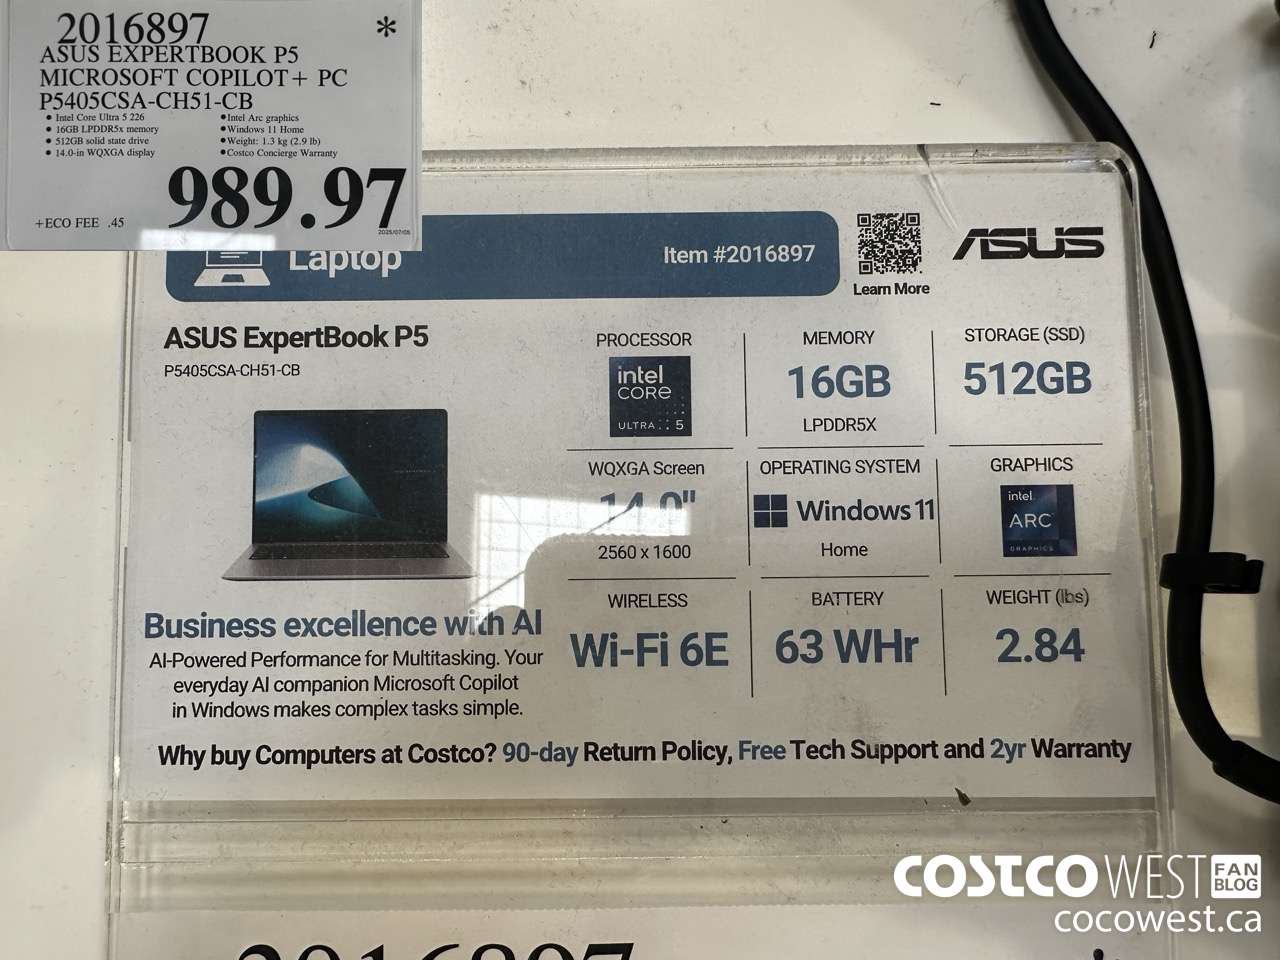 2016897 *
ASUS EXPERTBOOK P5
MICROSOFT COPILOT+ PC
P5405CSA-CH51-CB
• Intel Core Ultra 5 226
• 16GB LPDDR5x memory
• 512GB solid state drive
• 14.0-in WQXGA display
• Intel Arc graphics
• Windows 11 Home
• Weight: 1.3 kg (2.9 lb)
• Costco Concierge Warranty
989.97
+ECO FEE .45
2025/07/05
Laptop
Item #2016897
Learn More
ASUS
ASUS ExpertBook P5
P5405CSA-CH51-CB
PROCESSOR
intel
CORE
ULTRA 5
MEMORY
16GB
LPDDR5X
STORAGE (SSD)
512GB
WQXGA Screen
14.0"
2560 x 1600
OPERATING SYSTEM
Windows 11
Home
GRAPHICS
intel
ARC
GRAPHICS
WIRELESS
Wi-Fi 6E
BATTERY
63 WHr
WEIGHT (lbs)
2.84
Business excellence with AI
AI-Powered Performance for Multitasking. Your
everyday AI companion Microsoft Copilot
in Windows makes complex tasks simple.
Why buy Computers at Costco? 90-day Return Policy, Free Tech Support and 2yr Warranty
2016897
COSTCO WEST FAN BLOG
cocowest.ca